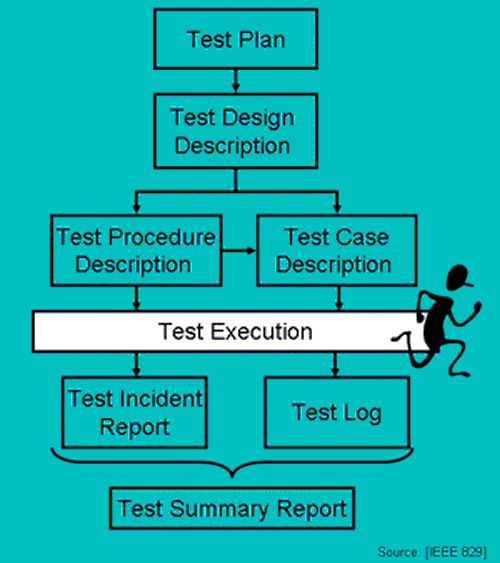 Test Plan
Test Design
Description
Test Procedure
Description
Test Case
Description
Test Execution
Test Incident
Report
Test Log
Test Summary Report
Source: [IEEE 829]